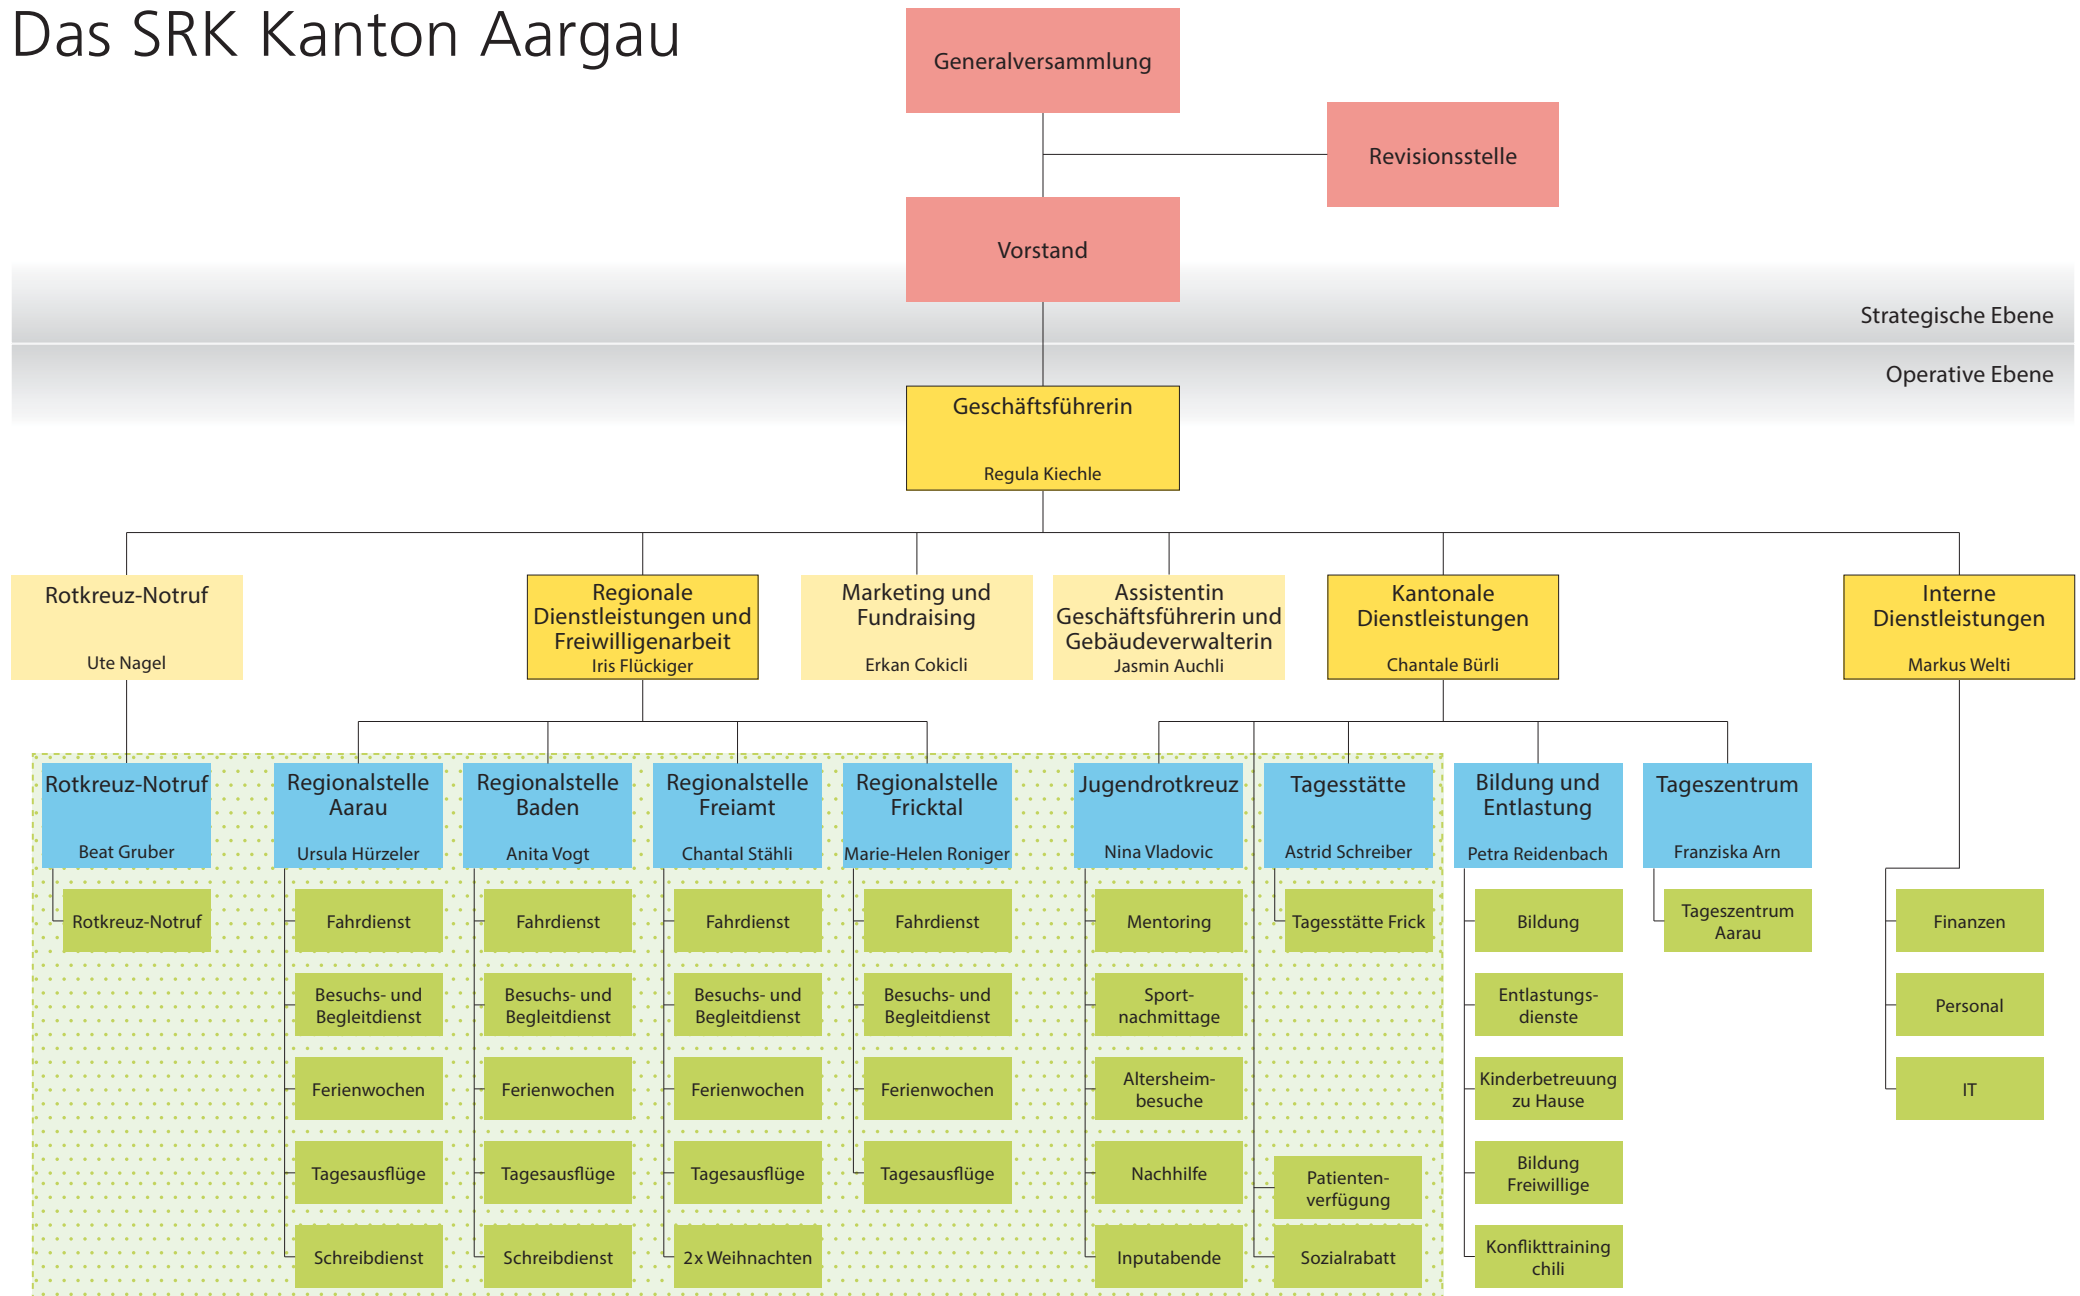 Das SRK Kanton Aargau
Generalversammlung
Revisionsstelle
Vorstand
Strategische Ebene
Operative Ebene
Geschäftsführerin
Regula Kiechle
Rotkreuz-Notruf
Ute Nagel
Regionale
Dienstleistungen und
Freiwilligenarbeit
Iris Flückiger
Marketing und
Fundraising
Erkan Cokicli
Assistentin
Geschäftsführerin und
Gebäudeverwalterin
Jasmin Auchli
Kantonale
Dienstleistungen
Chantale Bürli
Interne
Dienstleistungen
Markus Welti
Rotkreuz-Notruf
Beat Gruber
Rotkreuz-Notruf
Regionalstelle
Aarau
Ursula Hürzeler
Fahrdienst
Besuchs- und
Begleitdienst
Ferienwochen
Tagesausflüge
Schreibdienst
Regionalstelle
Baden
Anita Vogt
Fahrdienst
Besuchs- und
Begleitdienst
Ferienwochen
Tagesausflüge
Schreibdienst
Regionalstelle
Freiamt
Chantal Stähli
Fahrdienst
Besuchs- und
Begleitdienst
Ferienwochen
Tagesausflüge
2x Weihnachten
Regionalstelle
Fricktal
Marie-Helen Roniger
Fahrdienst
Besuchs- und
Begleitdienst
Ferienwochen
Tagesausflüge
Jugendrotkreuz
Nina Vladovic
Mentoring
Sport-
nachmittage
Altersheim-
besuche
Nachhilfe
Inputabende
Tagesstätte
Astrid Schreiber
Tagesstätte Frick
Patienten-
verfügung
Sozialrabatt
Bildung und
Entlastung
Petra Reidenbach
Bildung
Entlastungs-
dienste
Kinderbetreuung
zu Hause
Bildung
Freiwillige
Konflikttraining
chili
Tageszentrum
Franziska Arn
Tageszentrum
Aarau
Finanzen
Personal
IT